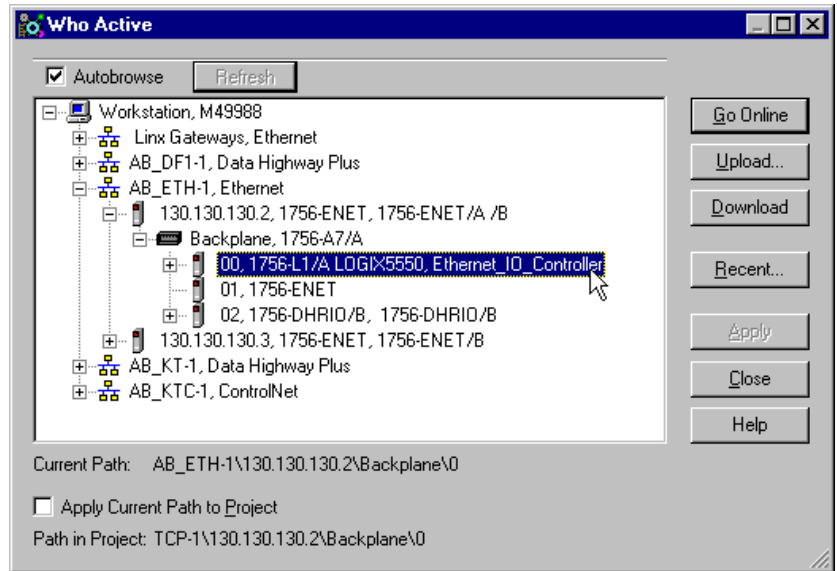 Who Active
Autobrowse
Refresh
Workstation, M49988
Linx Gateways, Ethernet
AB_DF1-1, Data Highway Plus
AB_ETH-1, Ethernet
130.130.130.2, 1756-ENET, 1756-ENET/A /B
Backplane, 1756-A7/A
00, 1756-L1/A LOGIX5550, Ethernet_IO_Controller
01, 1756-ENET
02, 1756-DHRIO/B, 1756-DHRIO/B
130.130.130.3, 1756-ENET, 1756-ENET/B
AB_KT-1, Data Highway Plus
AB_KTC-1, ControlNet
Go Online
Upload...
Download
Recent...
Apply
Close
Help
Current Path: AB_ETH-1\130.130.130.2\Backplane\0
Apply Current Path to Project
Path in Project: TCP-1\130.130.130.2\Backplane\0